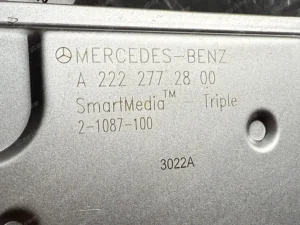 MERCEDES-BENZ
A 222 277 28 00
SmartMedia™ - Triple
2-1087-100
3022A